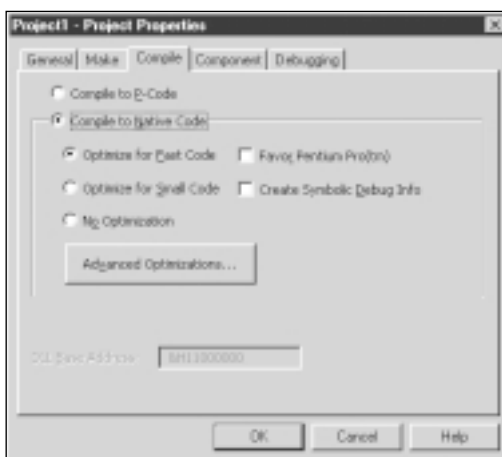 Project1 - Project Properties
General Make Compile Component Debugging
Compile to P-Code
Compile to Native Code
Optimize for Fast Code Favor Pentium Pro(tm)
Optimize for Small Code Create Symbolic Debug Info
No Optimization
Advanced Optimizations...
DLL Base Address: &H11000000
OK Cancel Help